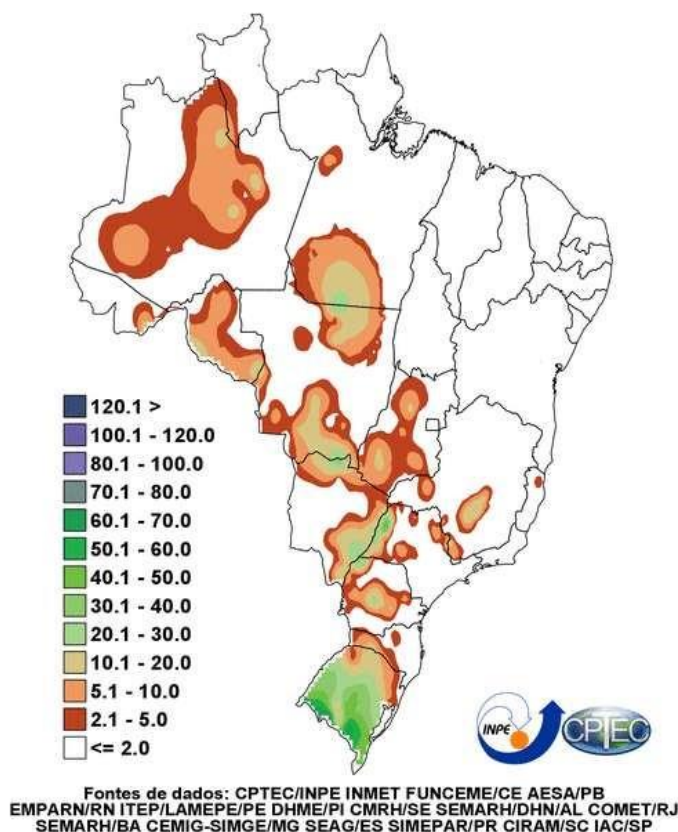 120.1 >
100.1 - 120.0
80.1 - 100.0
70.1 - 80.0
60.1 - 70.0
50.1 - 60.0
40.1 - 50.0
30.1 - 40.0
20.1 - 30.0
10.1 - 20.0
5.1 - 10.0
2.1 - 5.0
<= 2.0
INPE
CPTEC
Fontes de dados: CPTEC/INPE INMET FUNCEME/CE AESA/PB
EMPARN/RN ITEP/LAMEPE/PE DHME/PI CMRH/SE SEMARH/DHN/AL COMET/RJ
SEMARH/BA CEMIG-SIMGE/MG SEAG/ES SIMEPAR/PR CIRAM/SC IAC/SP